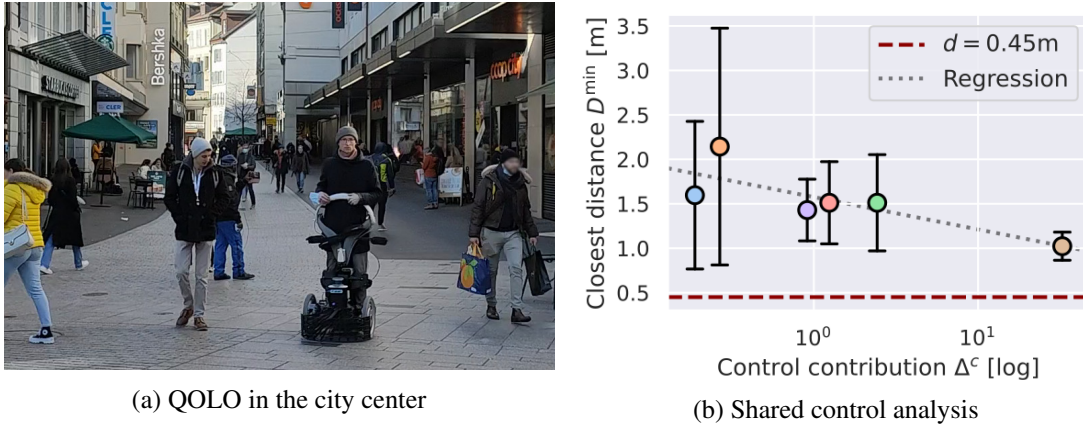 Bershka
CLER
coop city
(a) QOLO in the city center
Closest distance D^min [m]
3.5
3.0
2.5
2.0
1.5
1.0
0.5
d = 0.45m
Regression
10^0
10^1
Control contribution Δ^c [log]
(b) Shared control analysis